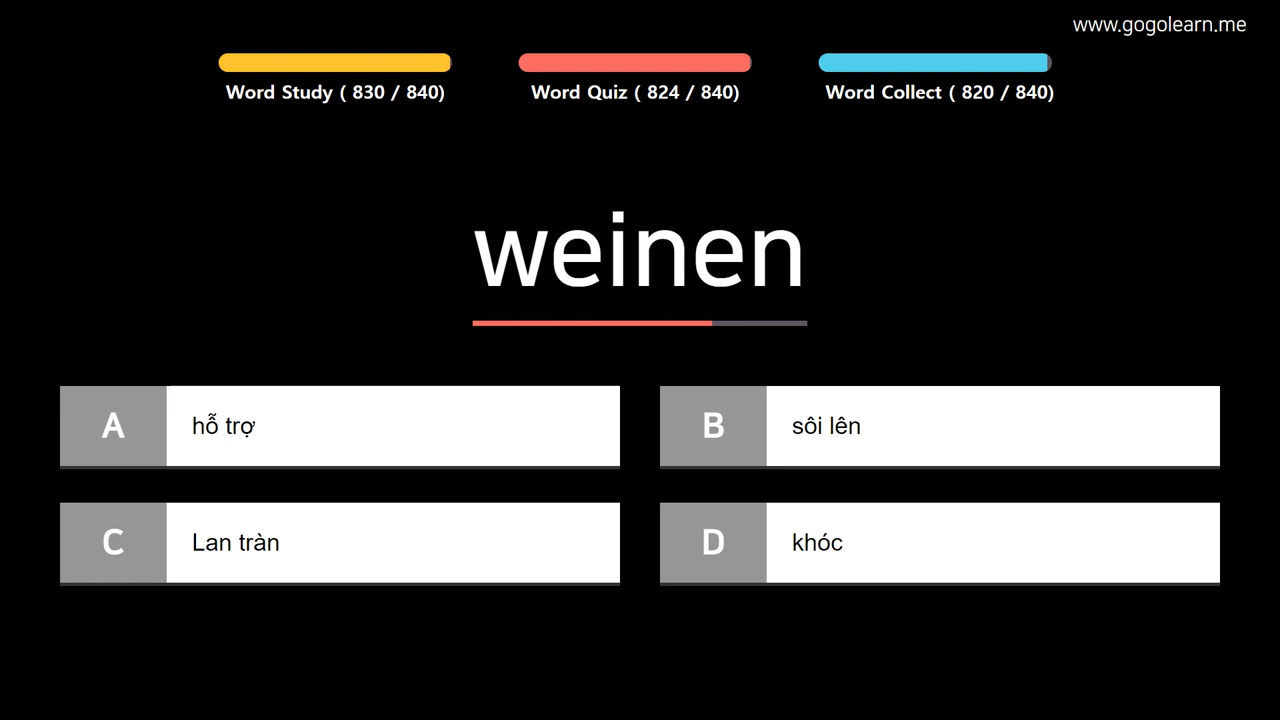 www.gogolearn.me
Word Study ( 830 / 840)
Word Quiz ( 824 / 840)
Word Collect ( 820 / 840)
weinen
A hỗ trợ
B sôi lên
C Lan tràn
D khóc